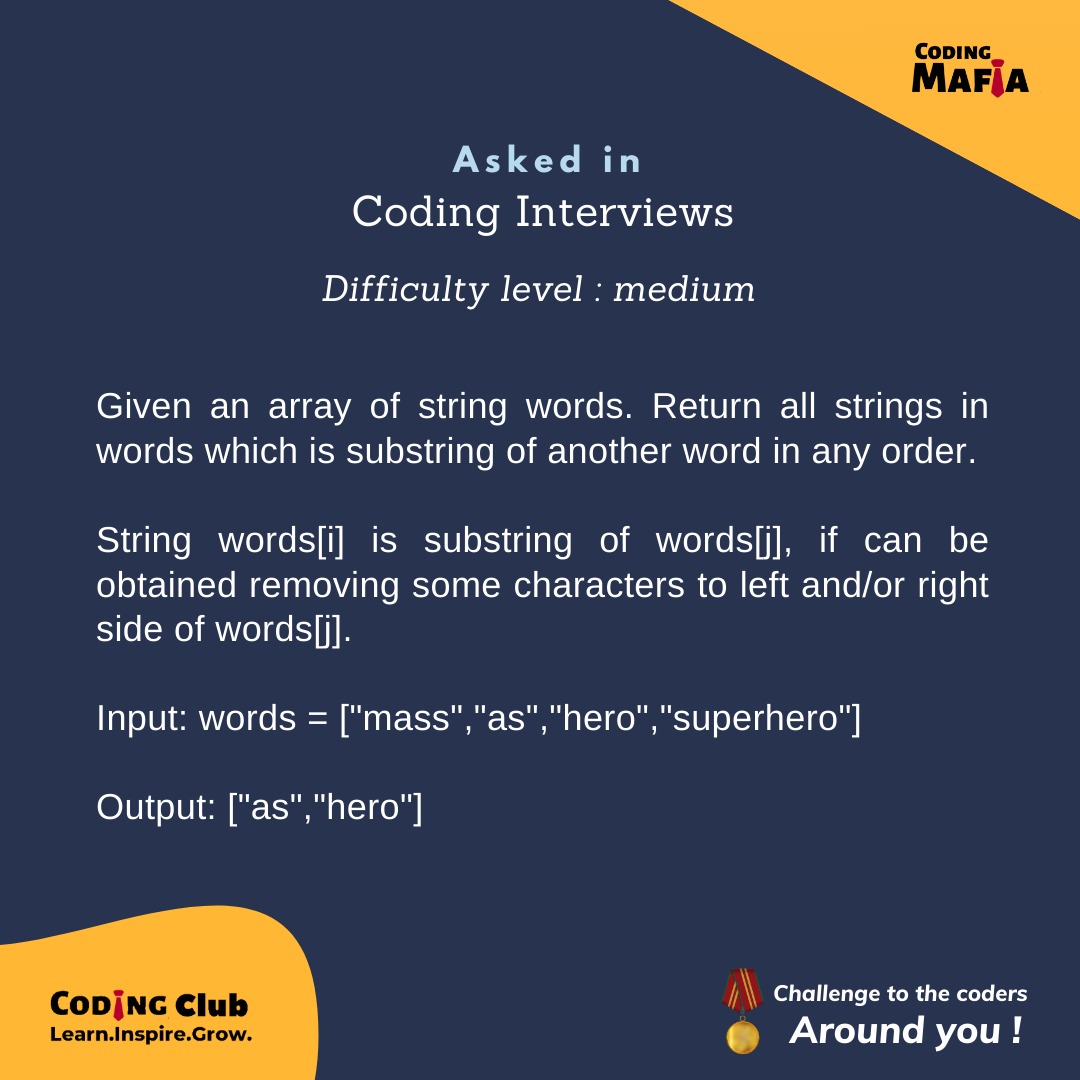 CODING
MAFIA
Asked in
Coding Interviews
Difficulty level : medium
Given an array of string words. Return all strings in
words which is substring of another word in any order.
String words[i] is substring of words[j], if can be
obtained removing some characters to left and/or right
side of words[j].
Input: words = ["mass","as","hero","superhero"]
Output: ["as","hero"]
CODING Club
Learn.Inspire.Grow.
Challenge to the coders
Around you !